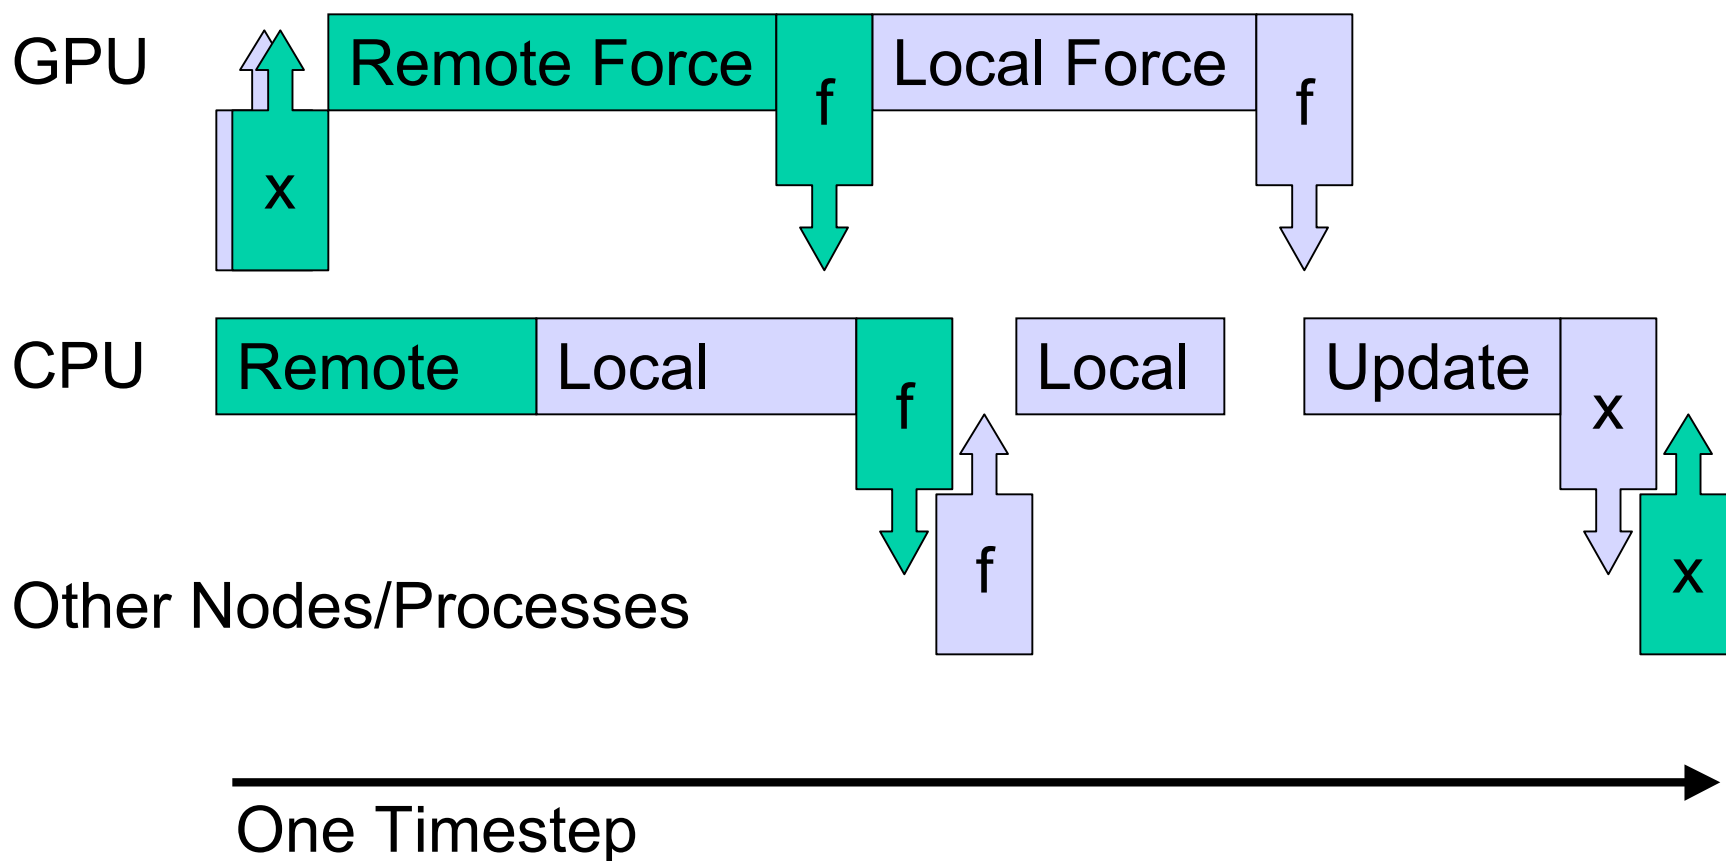 GPU
Remote Force
f
Local Force
f
x
CPU
Remote
Local
f
Local
Update
x
f
x
Other Nodes/Processes
One Timestep